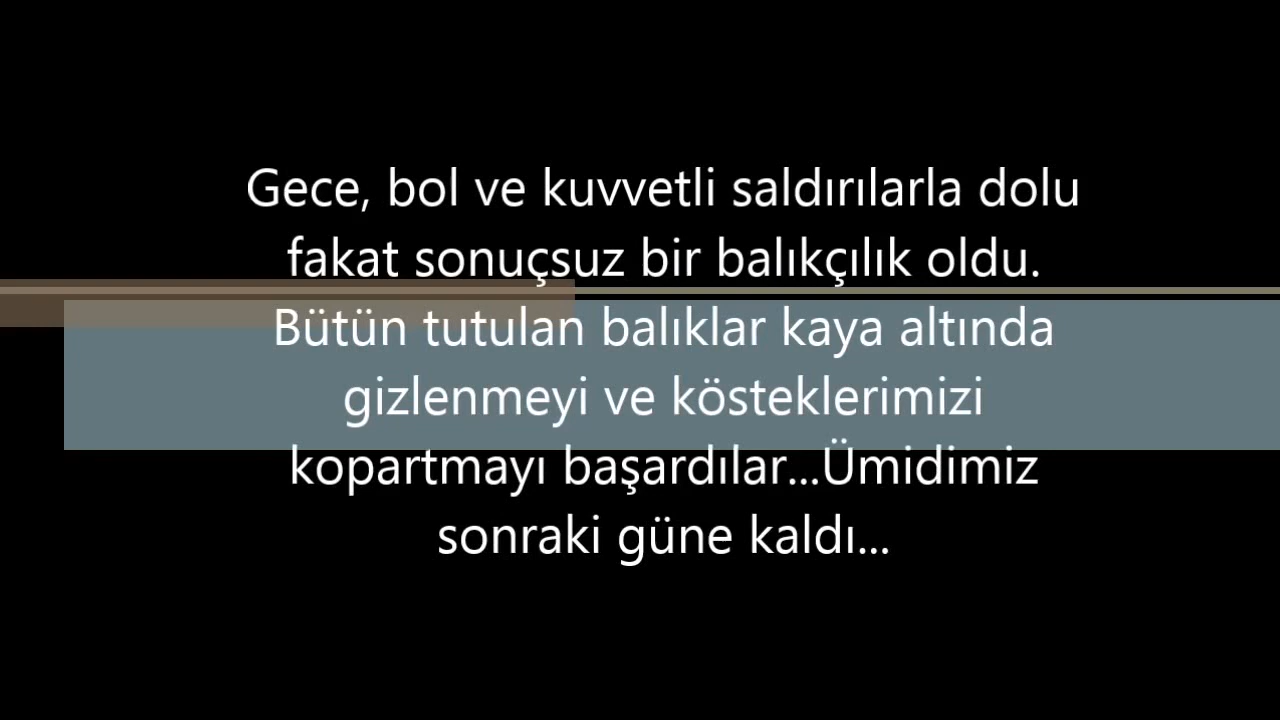 Gece, bol ve kuvvetli saldırılarla dolu
fakat sonuçsuz bir balıkçılık oldu.
Bütün tutulan balıklar kaya altında
gizlenmeyi ve kösteklerimizi
kopartmayı başardılar...Ümidimiz
sonraki güne kaldı...